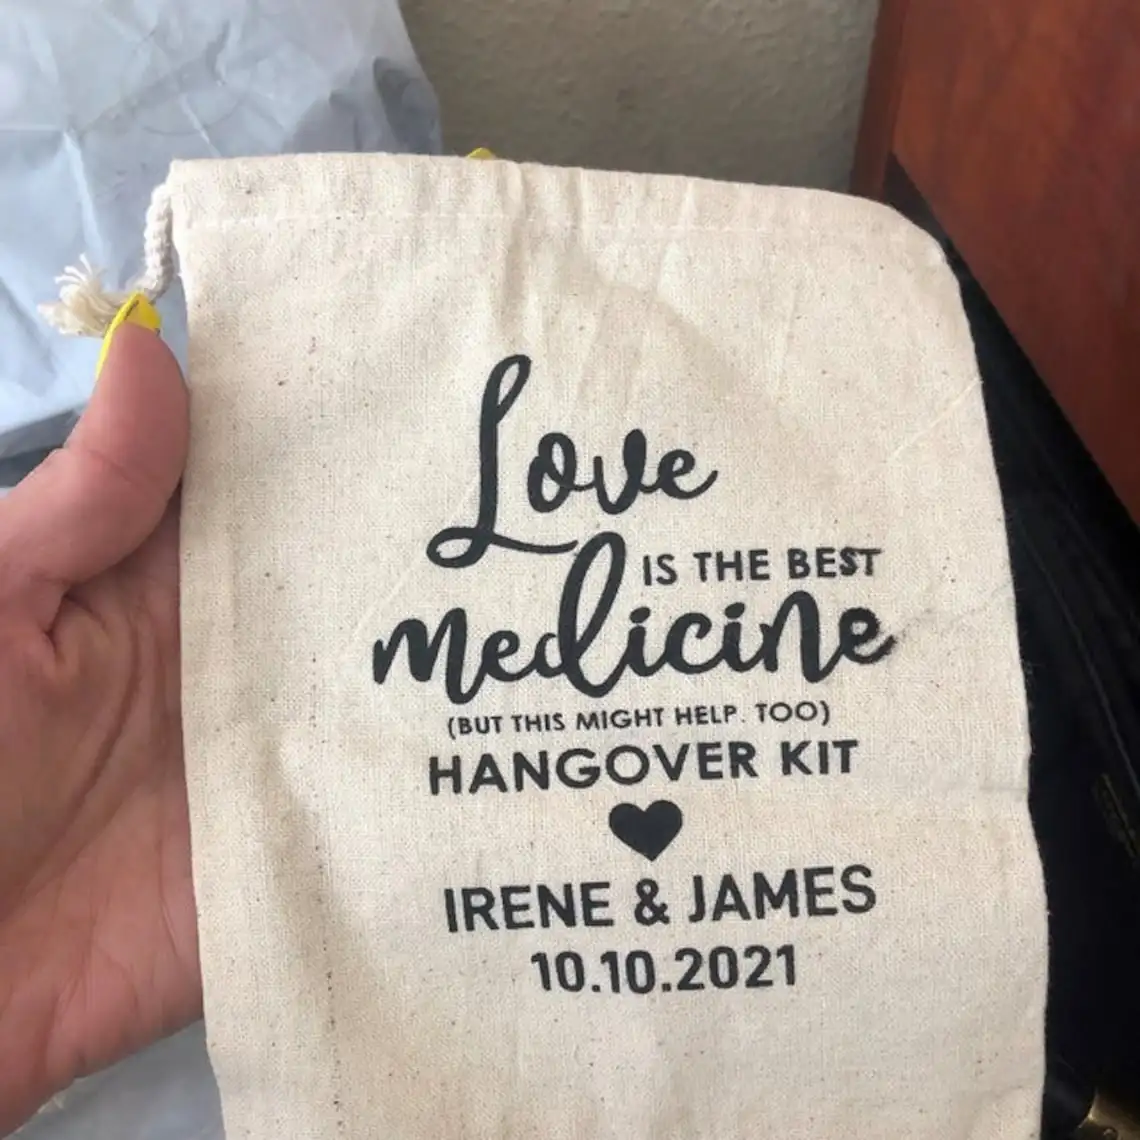 Love
IS THE BEST
medicine
(BUT THIS MIGHT HELP. TOO)
HANGOVER KIT
IRENE & JAMES
10.10.2021